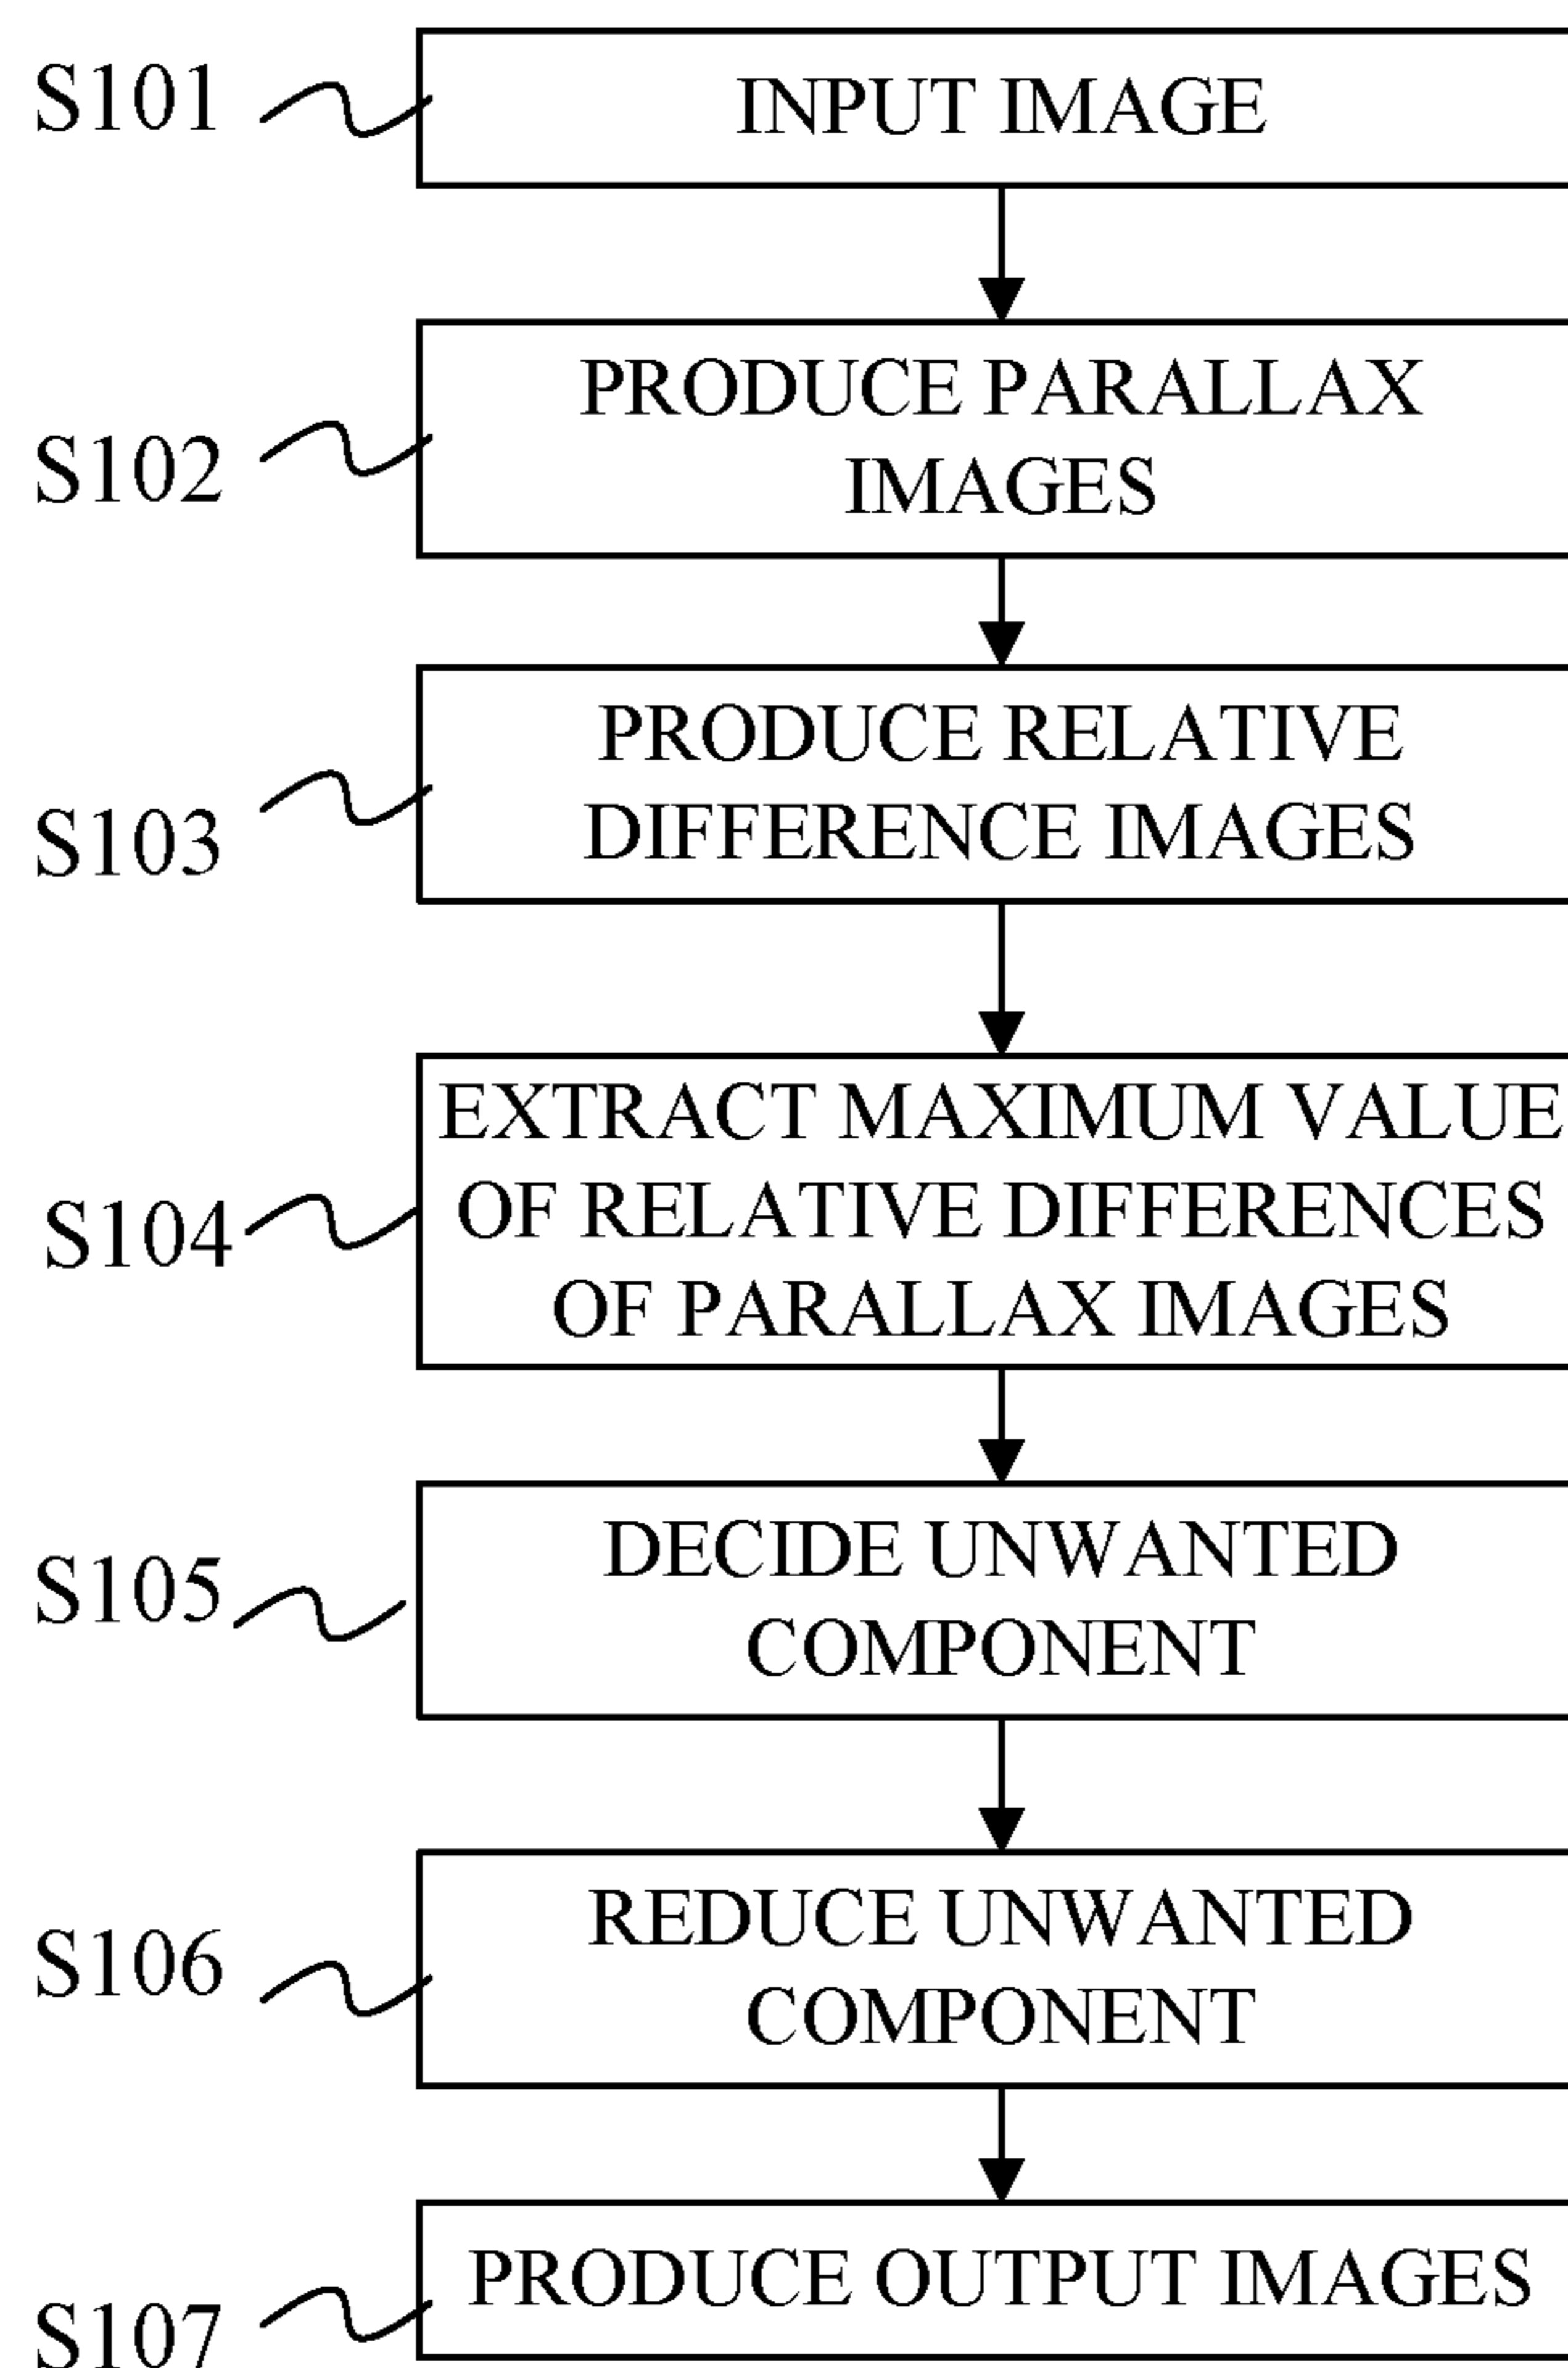 S101
INPUT IMAGE
S102
PRODUCE PARALLAX
IMAGES
S103
PRODUCE RELATIVE
DIFFERENCE IMAGES
S104
EXTRACT MAXIMUM VALUE
OF RELATIVE DIFFERENCES
OF PARALLAX IMAGES
S105
DECIDE UNWANTED
COMPONENT
S106
REDUCE UNWANTED
COMPONENT
S107
PRODUCE OUTPUT IMAGES